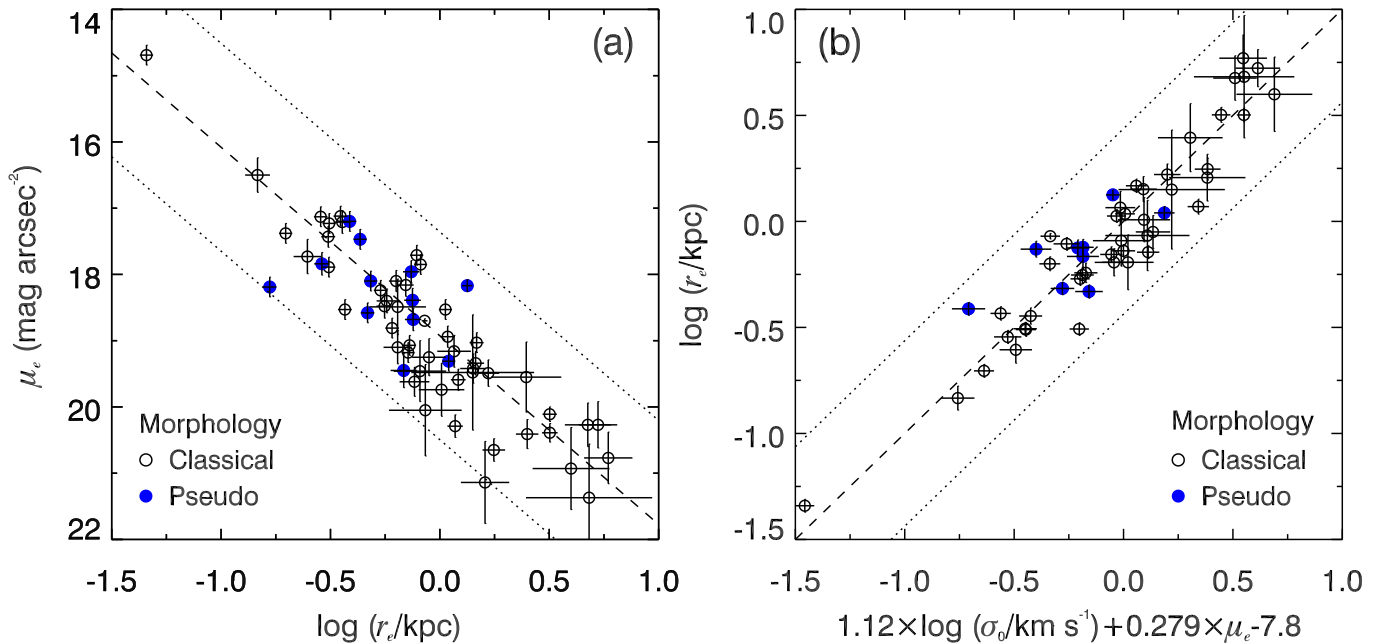 (a)
14
16
18
20
22
μe (mag arcsec-2)
-1.5 -1.0 -0.5 0.0 0.5 1.0
log (re/kpc)
Morphology
Classical
Pseudo
(b)
1.0
0.5
0.0
-0.5
-1.0
-1.5
log (re/kpc)
-1.5 -1.0 -0.5 0.0 0.5 1.0
1.12×log (σ0/km s-1)+0.279×μe-7.8
Morphology
Classical
Pseudo